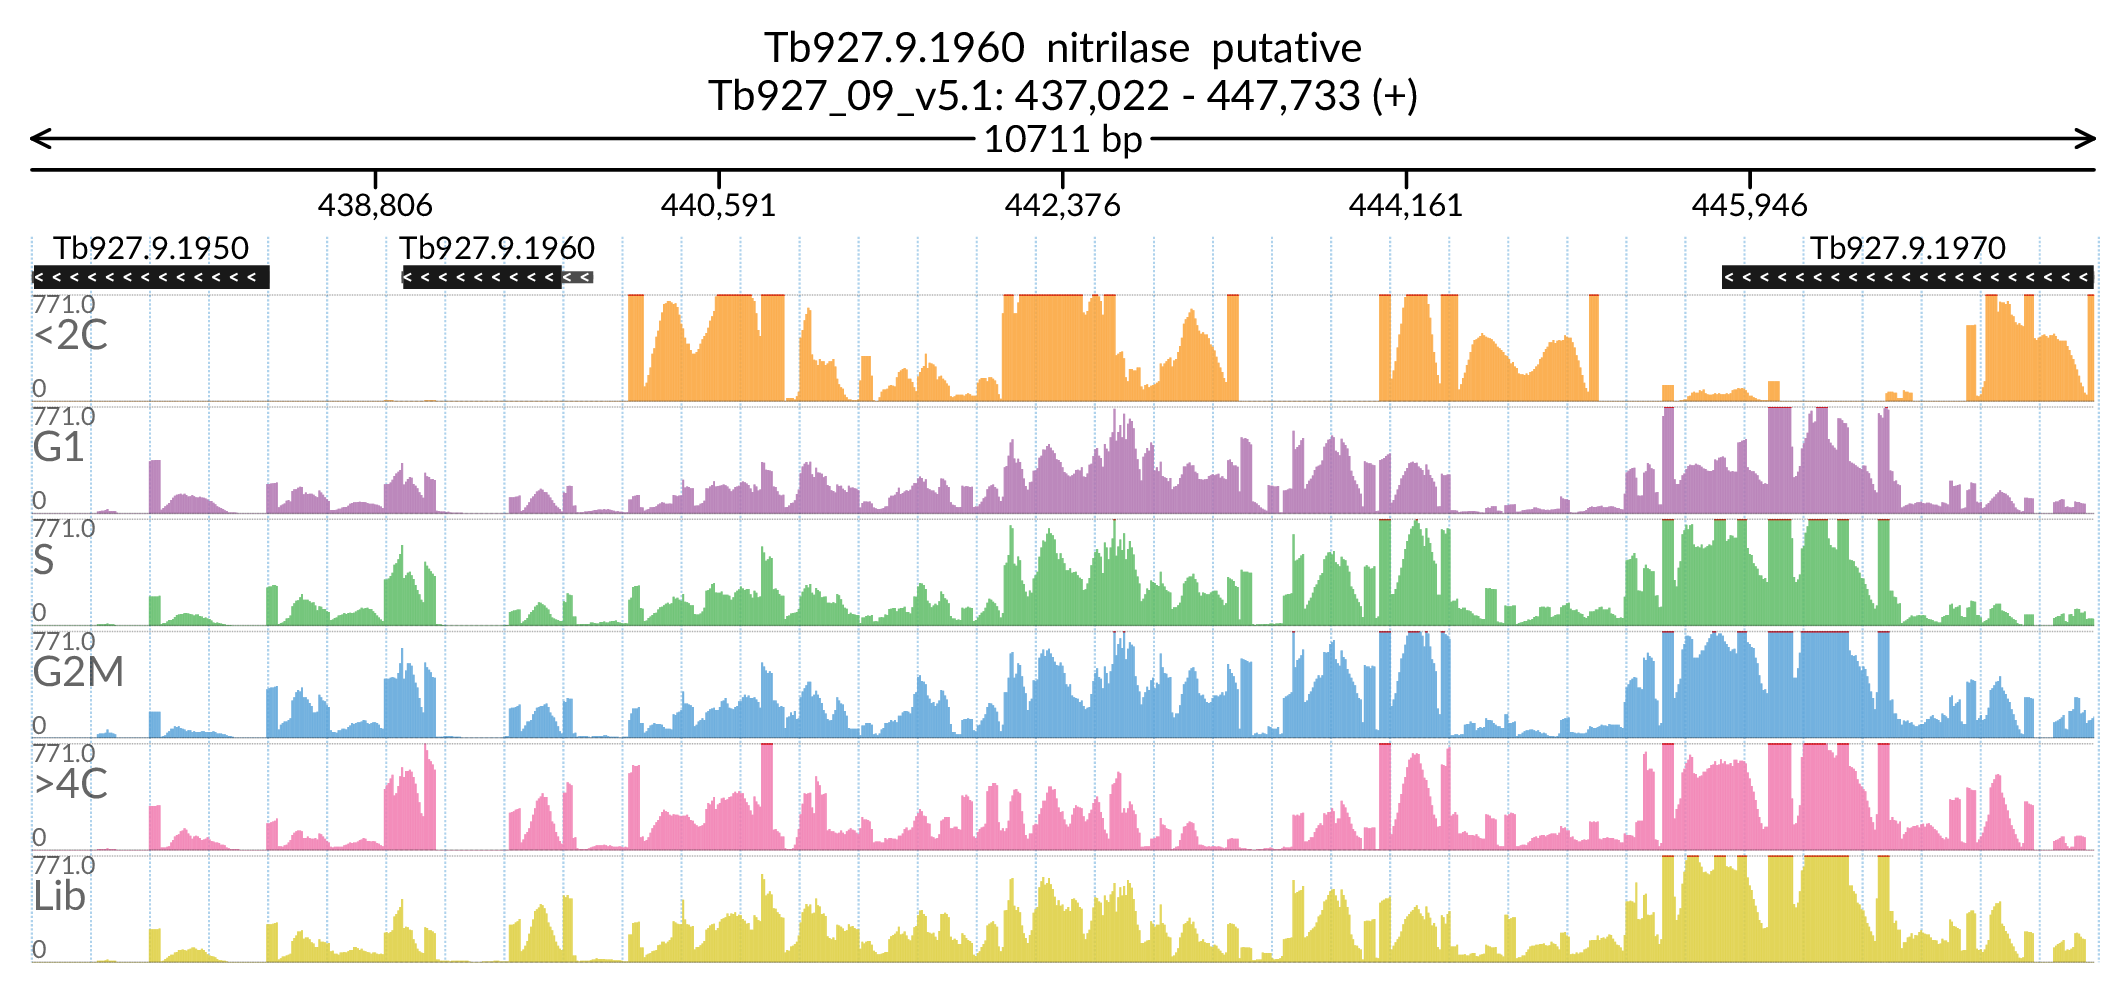 Tb927.9.1960 nitrilase putative
Tb927_09_v5.1: 437,022 - 447,733 (+)
10711 bp
438,806 440,591 442,376 444,161 445,946
Tb927.9.1950 Tb927.9.1960 Tb927.9.1970
771.0
<2C
0
771.0
G1
0
771.0
S
0
771.0
G2M
0
771.0
>4C
0
771.0
Lib
0